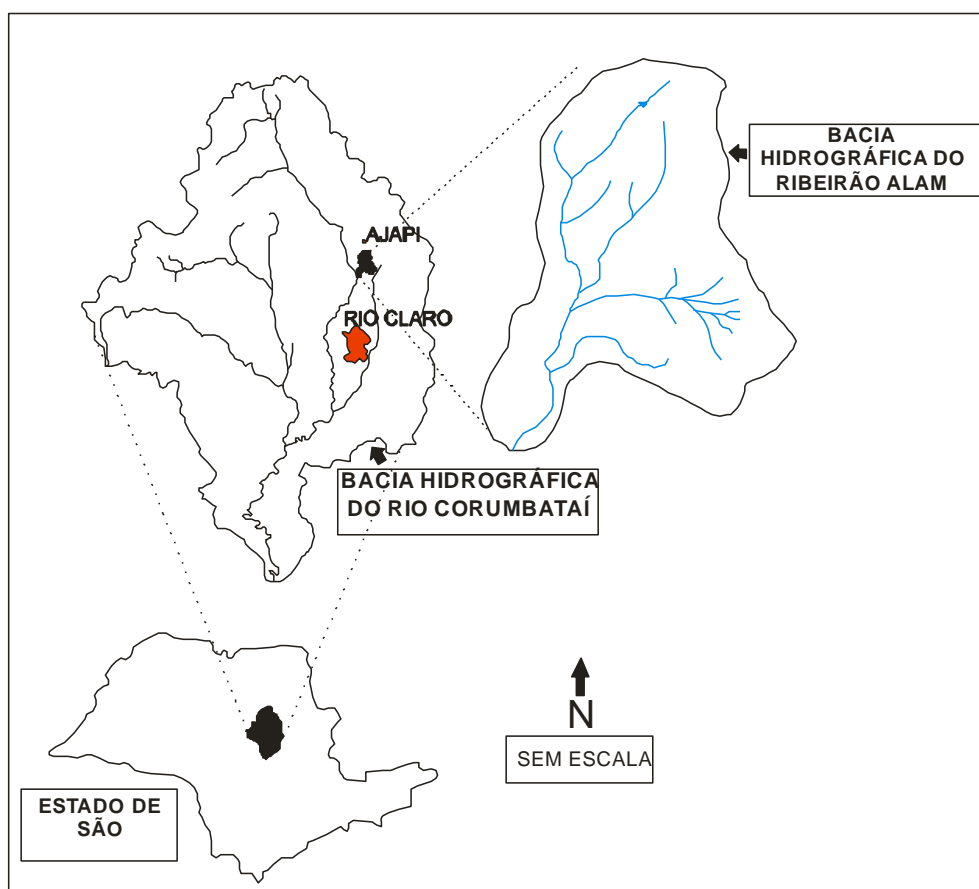 BACIA
HIDROGRÁFICA DO
RIBEIRÃO ALAM
AJAPI
RIO CLARO
BACIA HIDROGRÁFICA
DO RIO CORUMBATAÍ
N
SEM ESCALA
ESTADO DE
SÃO